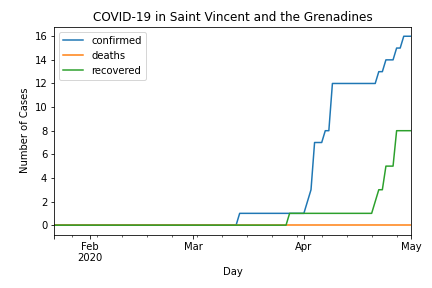 COVID-19 in Saint Vincent and the Grenadines
confirmed
deaths
recovered
Number of Cases
16
14
12
10
8
6
4
2
0
Feb
2020
Mar
Apr
May
Day